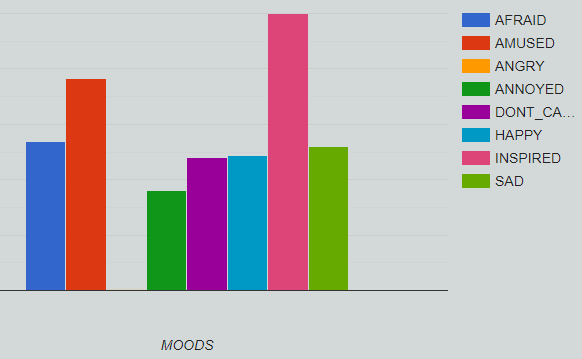 AFRAID
AMUSED
ANGRY
ANNOYED
DONT_CA...
HAPPY
INSPIRED
SAD
MOODS